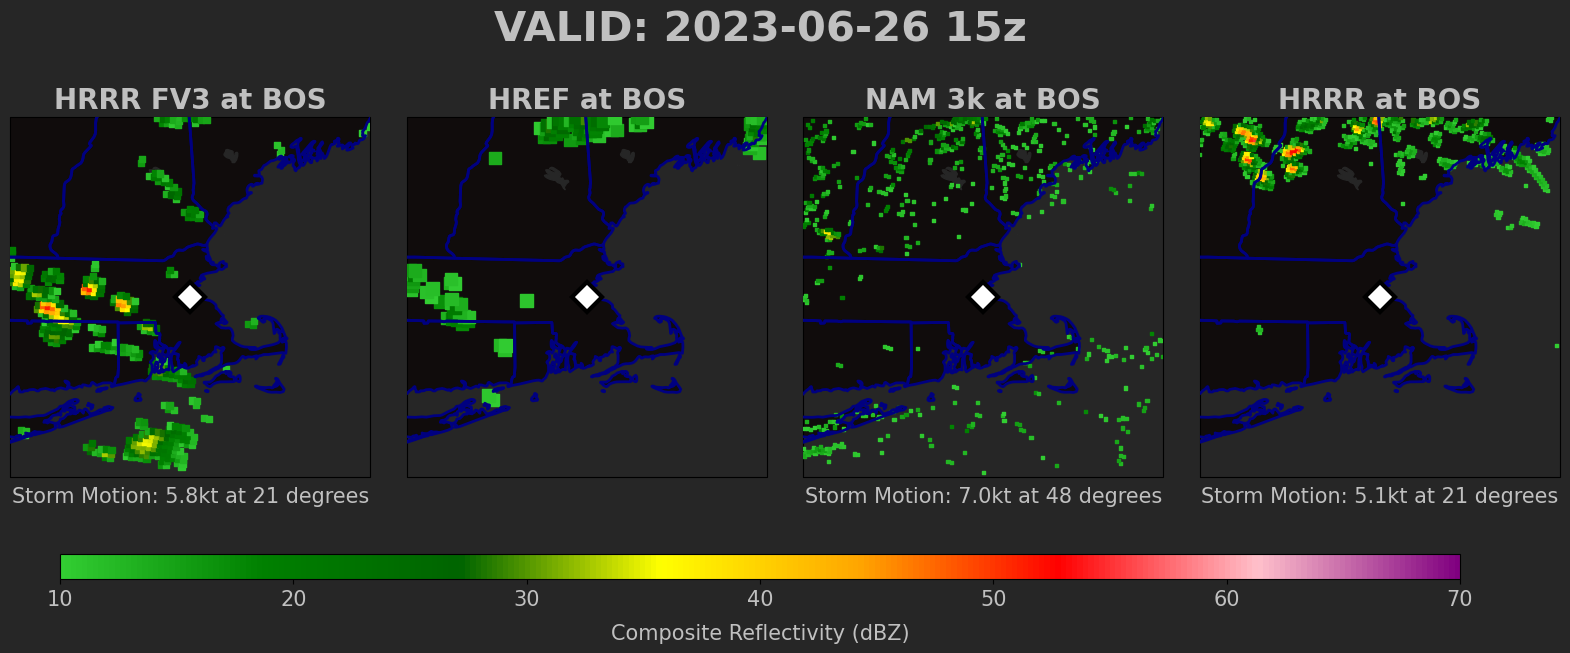 VALID: 2023-06-26 15z
HRRR FV3 at BOS
HREF at BOS
NAM 3k at BOS
HRRR at BOS
Storm Motion: 5.8kt at 21 degrees
Storm Motion: 7.0kt at 48 degrees
Storm Motion: 5.1kt at 21 degrees
10 20 30 40 50 60 70
Composite Reflectivity (dBZ)